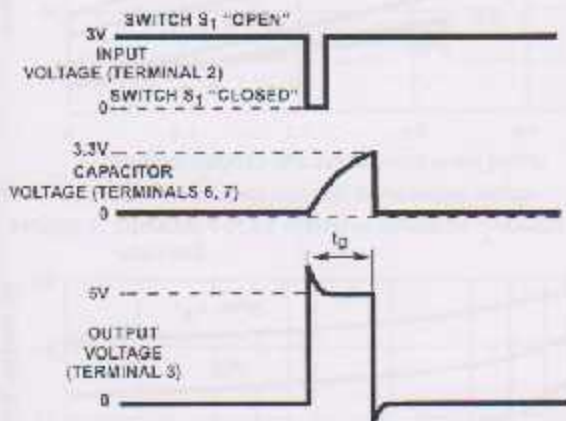 SWITCH S1 "OPEN"
3V
INPUT
VOLTAGE (TERMINAL 2)
SWITCH S1 "CLOSED"
0
3.3V
CAPACITOR
VOLTAGE (TERMINALS 6, 7)
0
tD
5V
OUTPUT
VOLTAGE
(TERMINAL 3)
0